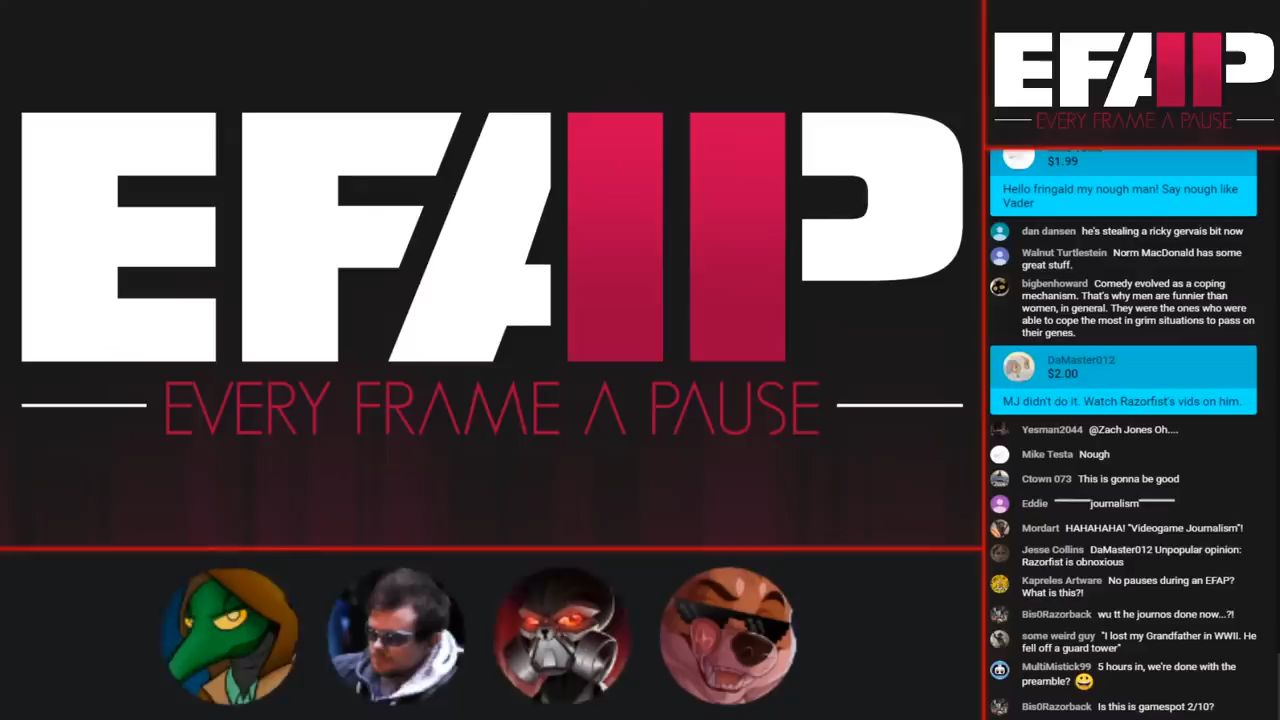 EFAP
EVERY FRAME A PAUSE
EFAP
EVERY FRAME A PAUSE
$1.99
Hello fringald my nough man! Say nough like
Vader
dan dansen he's stealing a ricky gervais bit now
Walnut Turtlestein Norm MacDonald has some
great stuff.
bigbenhoward Comedy evolved as a coping
mechanism. That's why men are funnier than
women, in general. They were the ones who were
able to cope the most in grim situations to pass on
their genes.
DaMaster012
$2.00
MJ didn't do it. Watch Razorfist's vids on him.
Yesman2044 @Zach Jones Oh....
Mike Testa Nough
Ctown 073 This is gonna be good
Eddie journalism
Mordart HAHAHAHA! "Videogame Journalism"!
Jesse Collins DaMaster012 Unpopular opinion:
Razorfist is obnoxious
Kapreles Artware No pauses during an EFAP?
What is this?!
Bis0Razorback wu tt he journos done now...?!
some weird guy "I lost my Grandfather in WWII. He
fell off a guard tower"
MultiMistick99 5 hours in, we're done with the
preamble? 😀
Bis0Razorback Is this is gamespot 2/10?